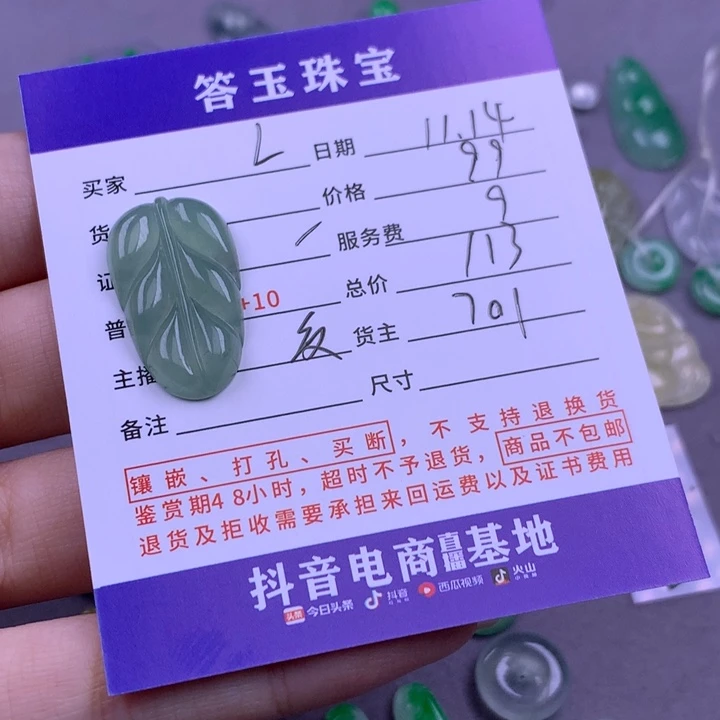 答玉珠宝
买家 L 日期 11.14
货 价格 99
证 / 服务费 9
普 +10 总价 113
主播 货主 701
备注 尺寸
镶嵌、打孔、买断，不支持退换货
鉴赏期48小时，超时不予退货，商品不包邮
退货及拒收需要承担来回运费以及证书费用
抖音电商直播基地
头条 今日头条 抖音 西瓜视频 火山